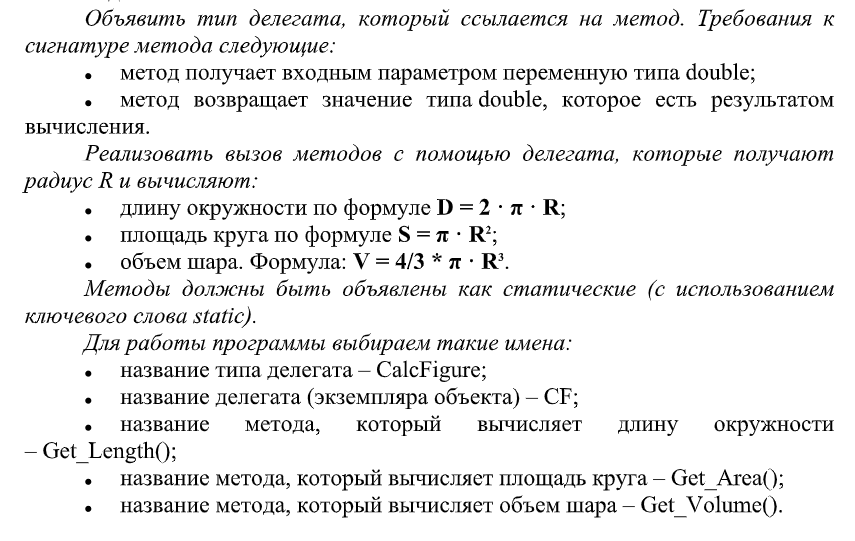 Объявить тип делегата, который ссылается на метод. Требования к
сигнатуре метода следующие:
• метод получает входным параметром переменную типа double;
• метод возвращает значение типа double, которое есть результатом
вычисления.
Реализовать вызов методов с помощью делегата, которые получают
радиус R и вычисляют:
• длину окружности по формуле D = 2 · π · R;
• площадь круга по формуле S = π · R²;
• объем шара. Формула: V = 4/3 * π · R³.
Методы должны быть объявлены как статические (с использованием
ключевого слова static).
Для работы программы выбираем такие имена:
• название типа делегата – CalcFigure;
• название делегата (экземпляра объекта) – CF;
• название метода, который вычисляет длину окружности
– Get_Length();
• название метода, который вычисляет площадь круга – Get_Area();
• название метода, который вычисляет объем шара – Get_Volume().